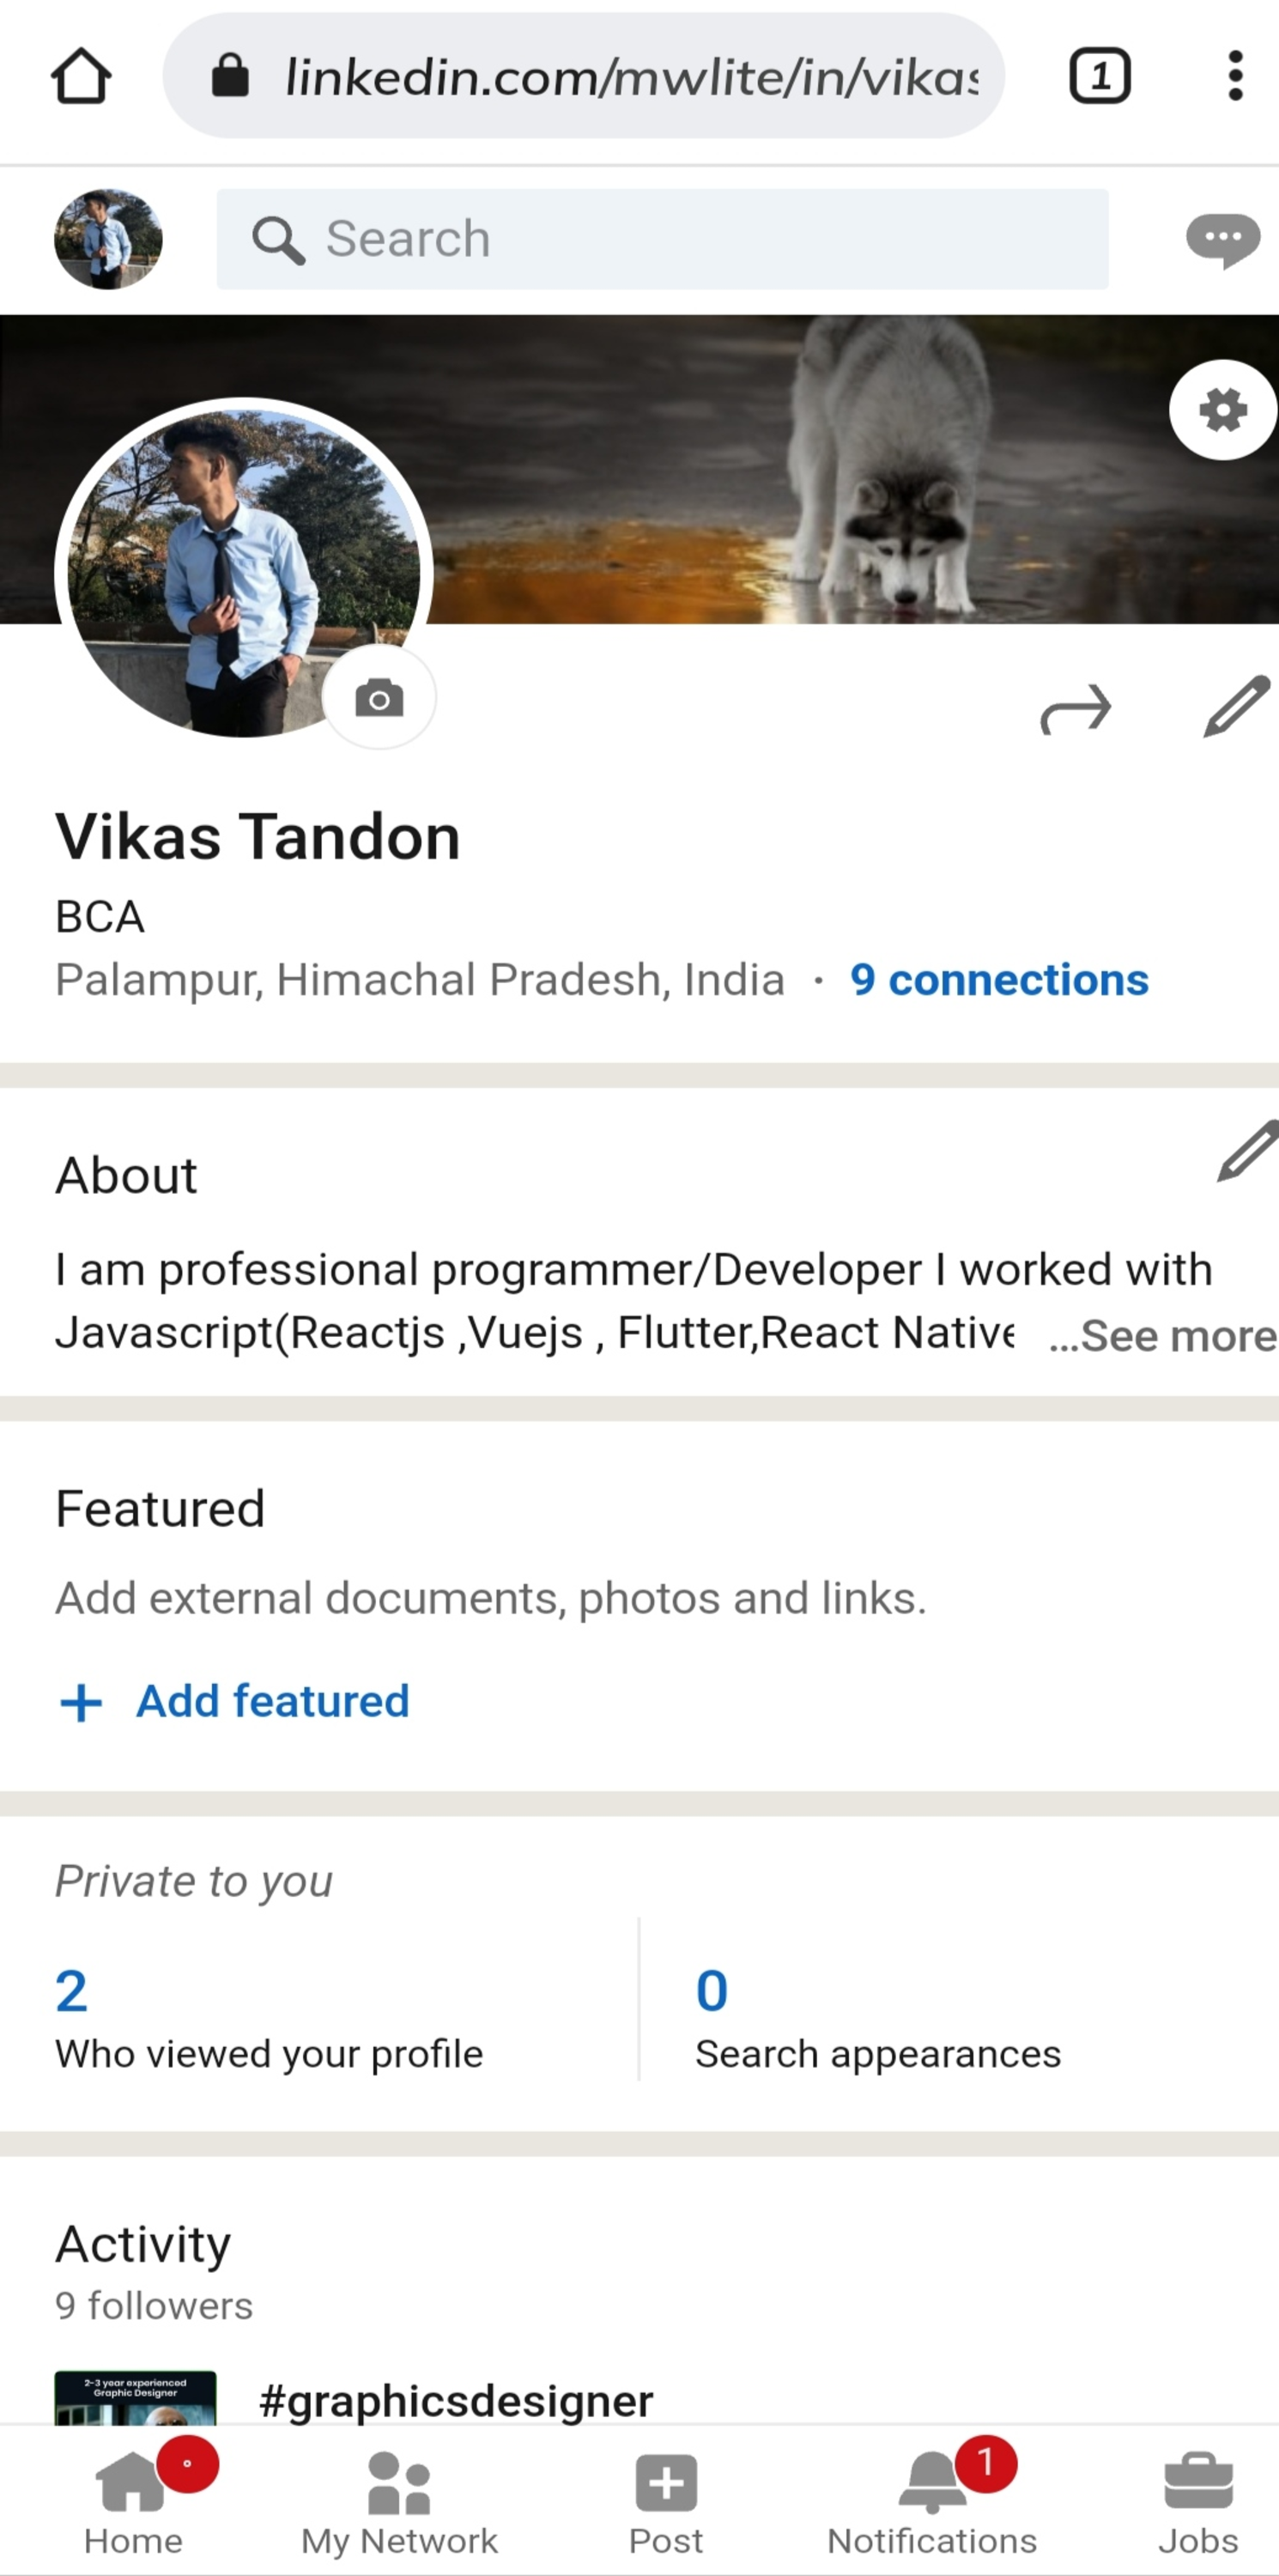 linkedin.com/mwlite/in/vikas
1
Search
Vikas Tandon
BCA
Palampur, Himachal Pradesh, India · 9 connections
About
I am professional programmer/Developer I worked with
Javascript(Reactjs ,Vuejs , Flutter,React Native ...See more
Featured
Add external documents, photos and links.
+ Add featured
Private to you
2
Who viewed your profile
0
Search appearances
Activity
9 followers
2-3 year experienced
Graphic Designer
#graphicsdesigner
1
Home
My Network
Post
Notifications
Jobs